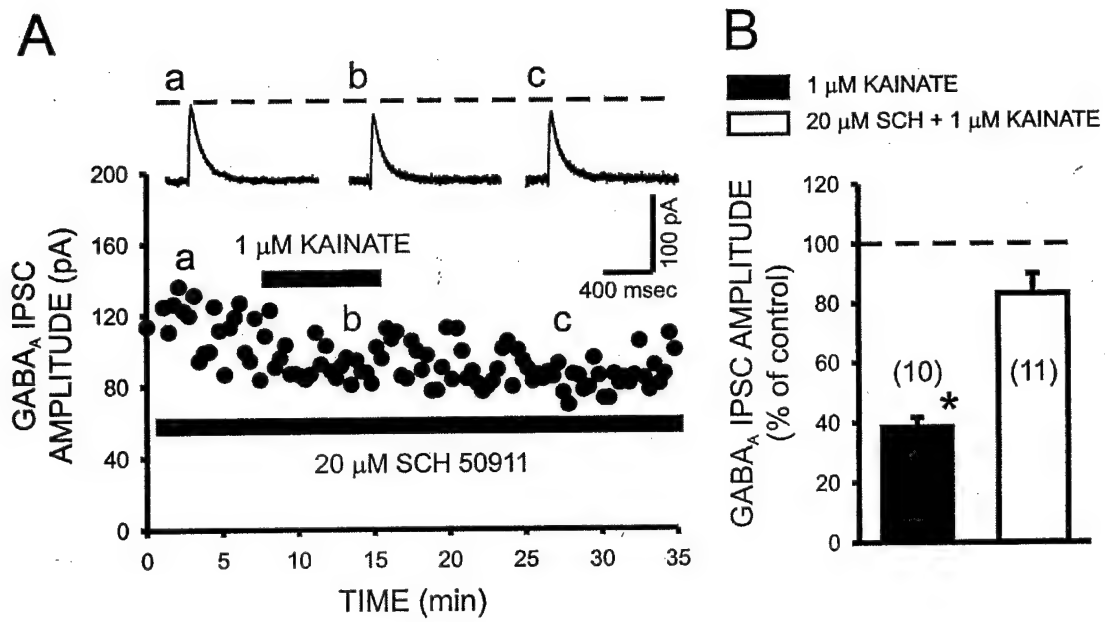 A
a b c
200
160
120
80
40
0
GABA_A IPSC
AMPLITUDE (pA)
1 µM KAINATE
100 pA
400 msec
a
b
c
20 µM SCH 50911
0 5 10 15 20 25 30 35
TIME (min)
B
1 µM KAINATE
20 µM SCH + 1 µM KAINATE
120
100
80
60
40
20
0
GABA_A IPSC AMPLITUDE
(% of control)
(10) * (11)